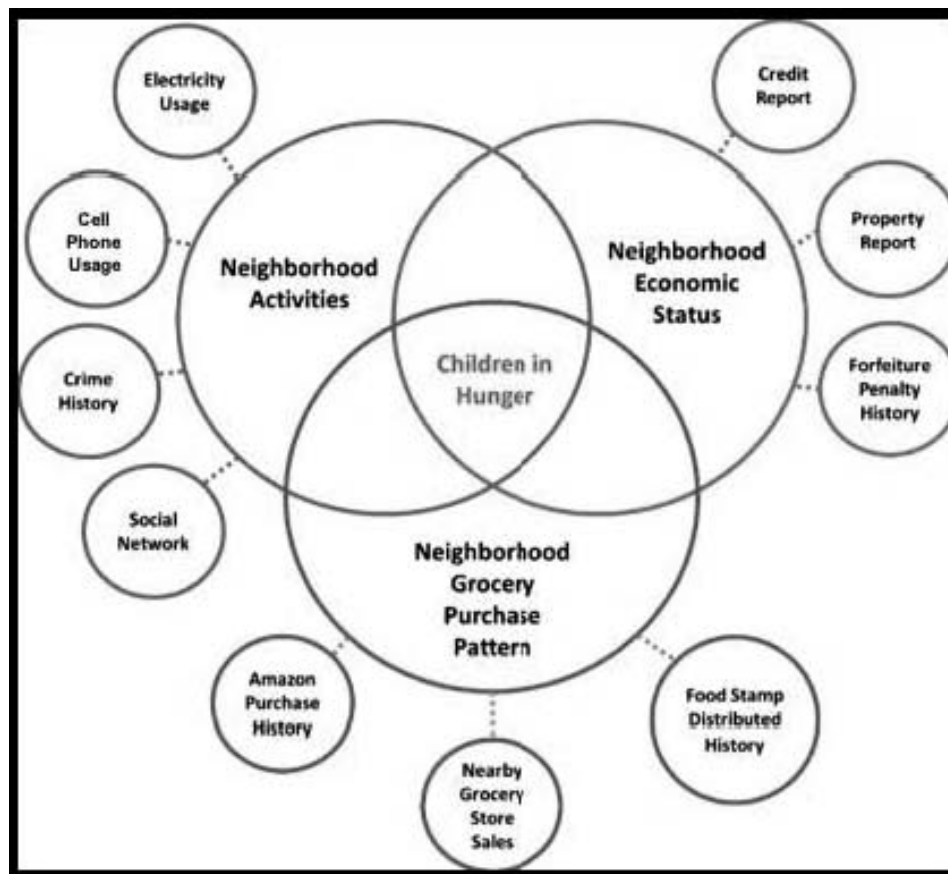 Electricity
Usage
Credit
Report
Cell
Phone
Usage
Property
Report
Neighborhood
Activities
Neighborhood
Economic
Status
Crime
History
Children in
Hunger
Forfeiture
Penalty
History
Social
Network
Neighborhood
Grocery
Purchase
Pattern
Amazon
Purchase
History
Food Stamp
Distributed
History
Nearby
Grocery
Store
Sales